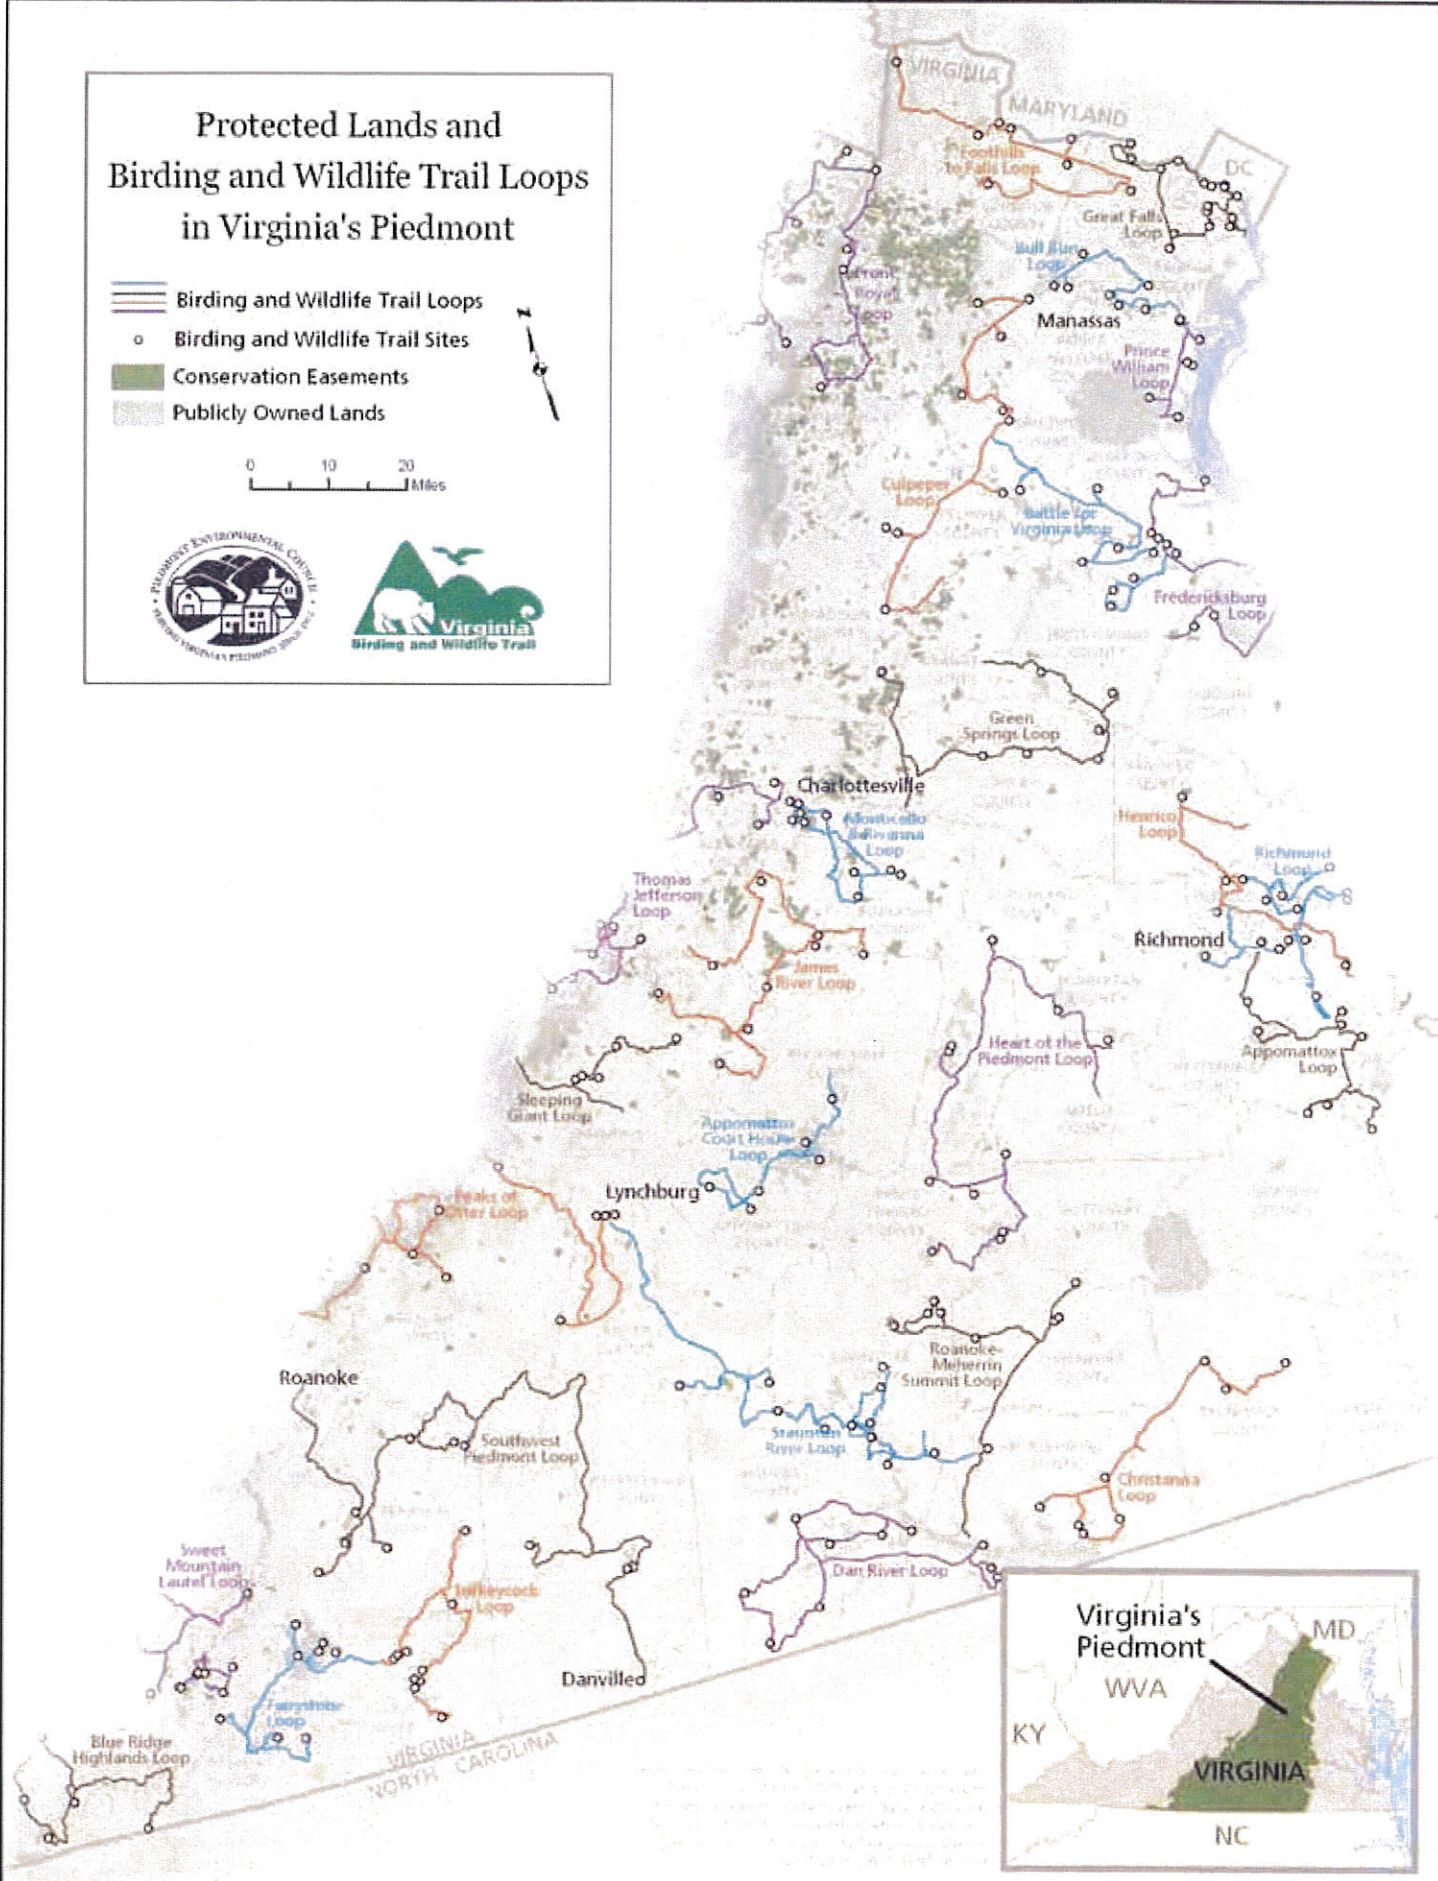 Protected Lands and
Birding and Wildlife Trail Loops
in Virginia's Piedmont
Birding and Wildlife Trail Loops
N
Birding and Wildlife Trail Sites
Conservation Easements
Publicly Owned Lands
0 10 20
Miles
PIEDMONT ENVIRONMENTAL COUNCIL
Virginia
Birding and Wildlife Trail
VIRGINIA
MARYLAND
DC
Foothills
to Falls Loop
Great Falls
Loop
Bull Run
Loop
Front
Royal
Loop
Manassas
Prince
William
Loop
Culpeper
Loop
Battle for
Virginia Loop
Fredericksburg
Loop
Green
Springs Loop
Charlottesville
Monticello
& Rivanna
Loop
Henrico
Loop
Richmond
Loop
Thomas
Jefferson
Loop
Richmond
James
River Loop
Heart of the
Piedmont Loop
Appomattox
Loop
Sleeping
Giant Loop
Appomattox
Court House
Loop
Lynchburg
Peaks of
Otter Loop
Roanoke-
Meherrin
Summit Loop
Roanoke
Southwest
Piedmont Loop
Staunton
River Loop
Christanna
Loop
Sweet
Mountain
Laurel Loop
Turkeycock
Loop
Dan River Loop
Danvilled
Fairystone
Loop
Blue Ridge
Highlands Loop
VIRGINIA
NORTH CAROLINA
Virginia's
Piedmont
MD
WVA
KY
VIRGINIA
NC